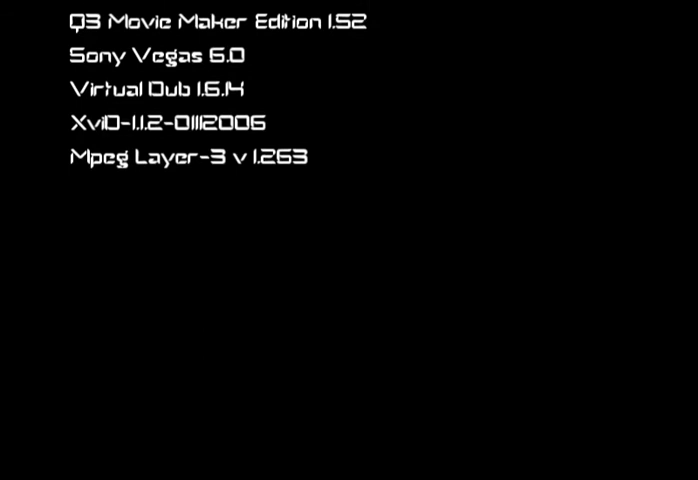 Q3 Movie Maker Edition 1.52
Sony Vegas 6.0
Virtual Dub 1.6.14
XviD-1.1.2-01112006
Mpeg Layer-3 v 1.263